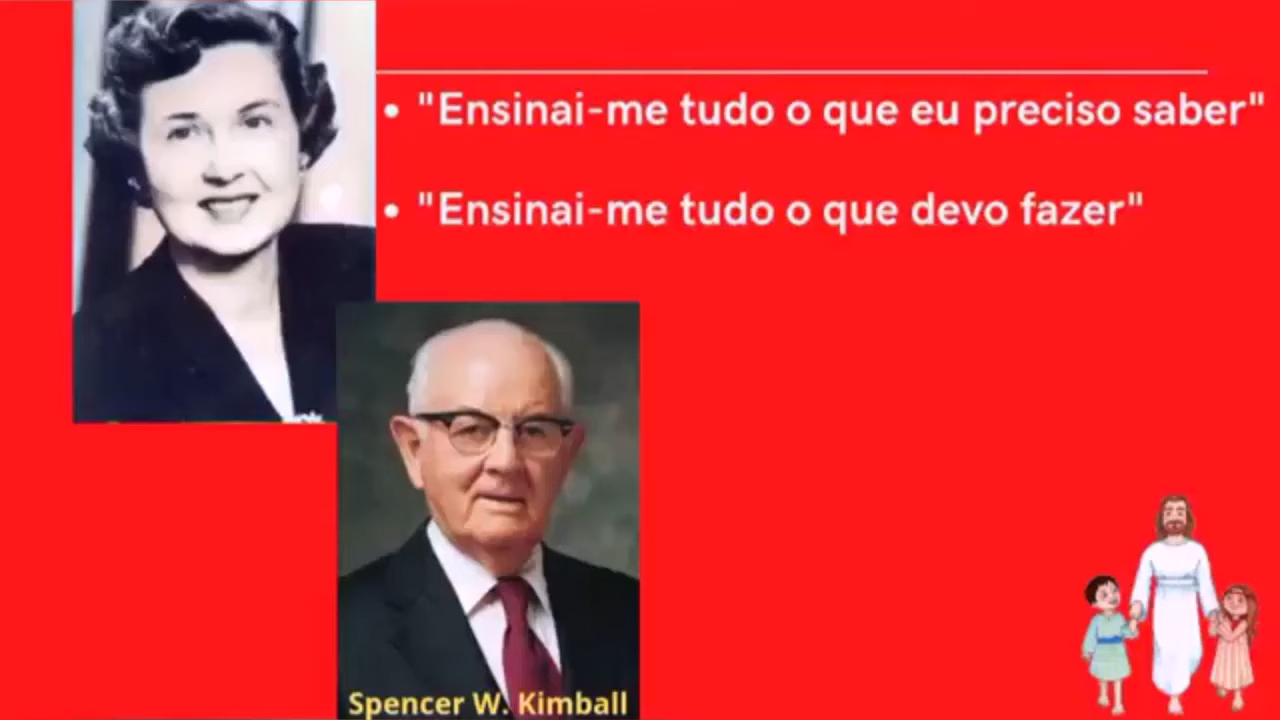 "Ensinai-me tudo o que eu preciso saber"
"Ensinai-me tudo o que devo fazer"
Spencer W. Kimball